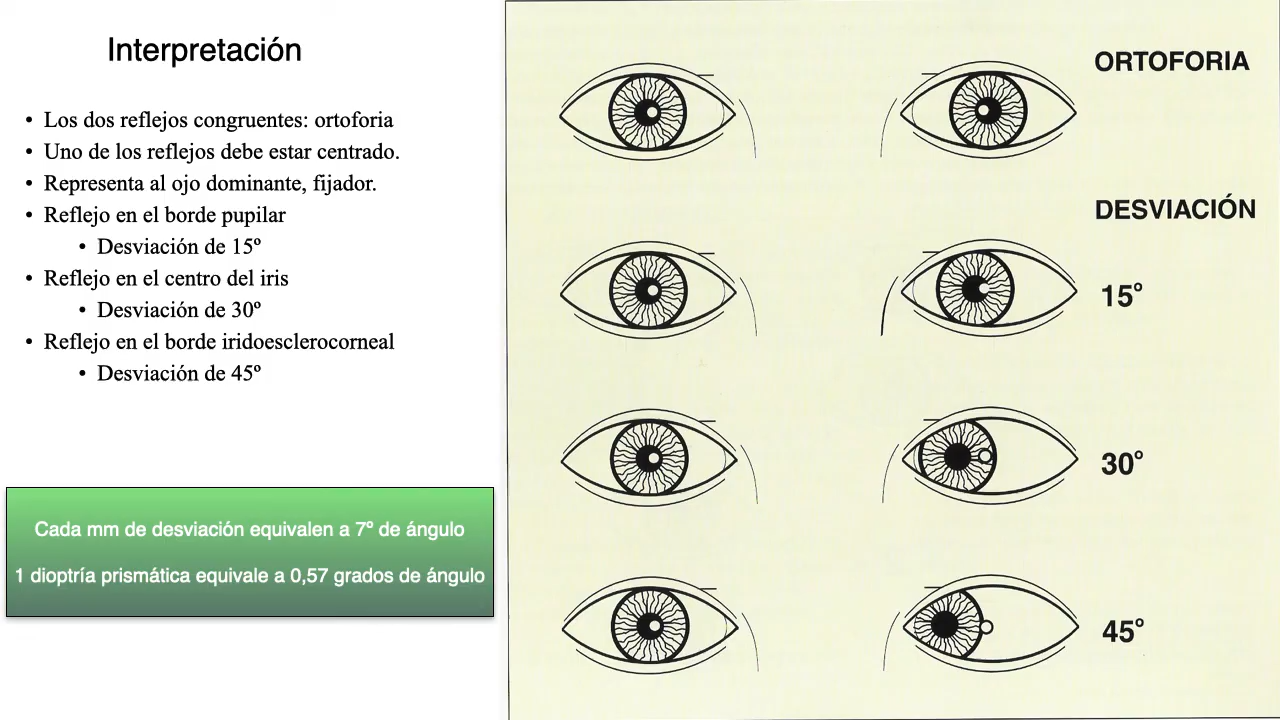 Interpretación
• Los dos reflejos congruentes: ortoforia
• Uno de los reflejos debe estar centrado.
• Representa al ojo dominante, fijador.
• Reflejo en el borde pupilar
• Desviación de 15º
• Reflejo en el centro del iris
• Desviación de 30º
• Reflejo en el borde iridoesclerocorneal
• Desviación de 45º
Cada mm de desviación equivalen a 7º de ángulo
1 dioptría prismática equivale a 0,57 grados de ángulo
ORTOFORIA
DESVIACIÓN
15°
30°
45°